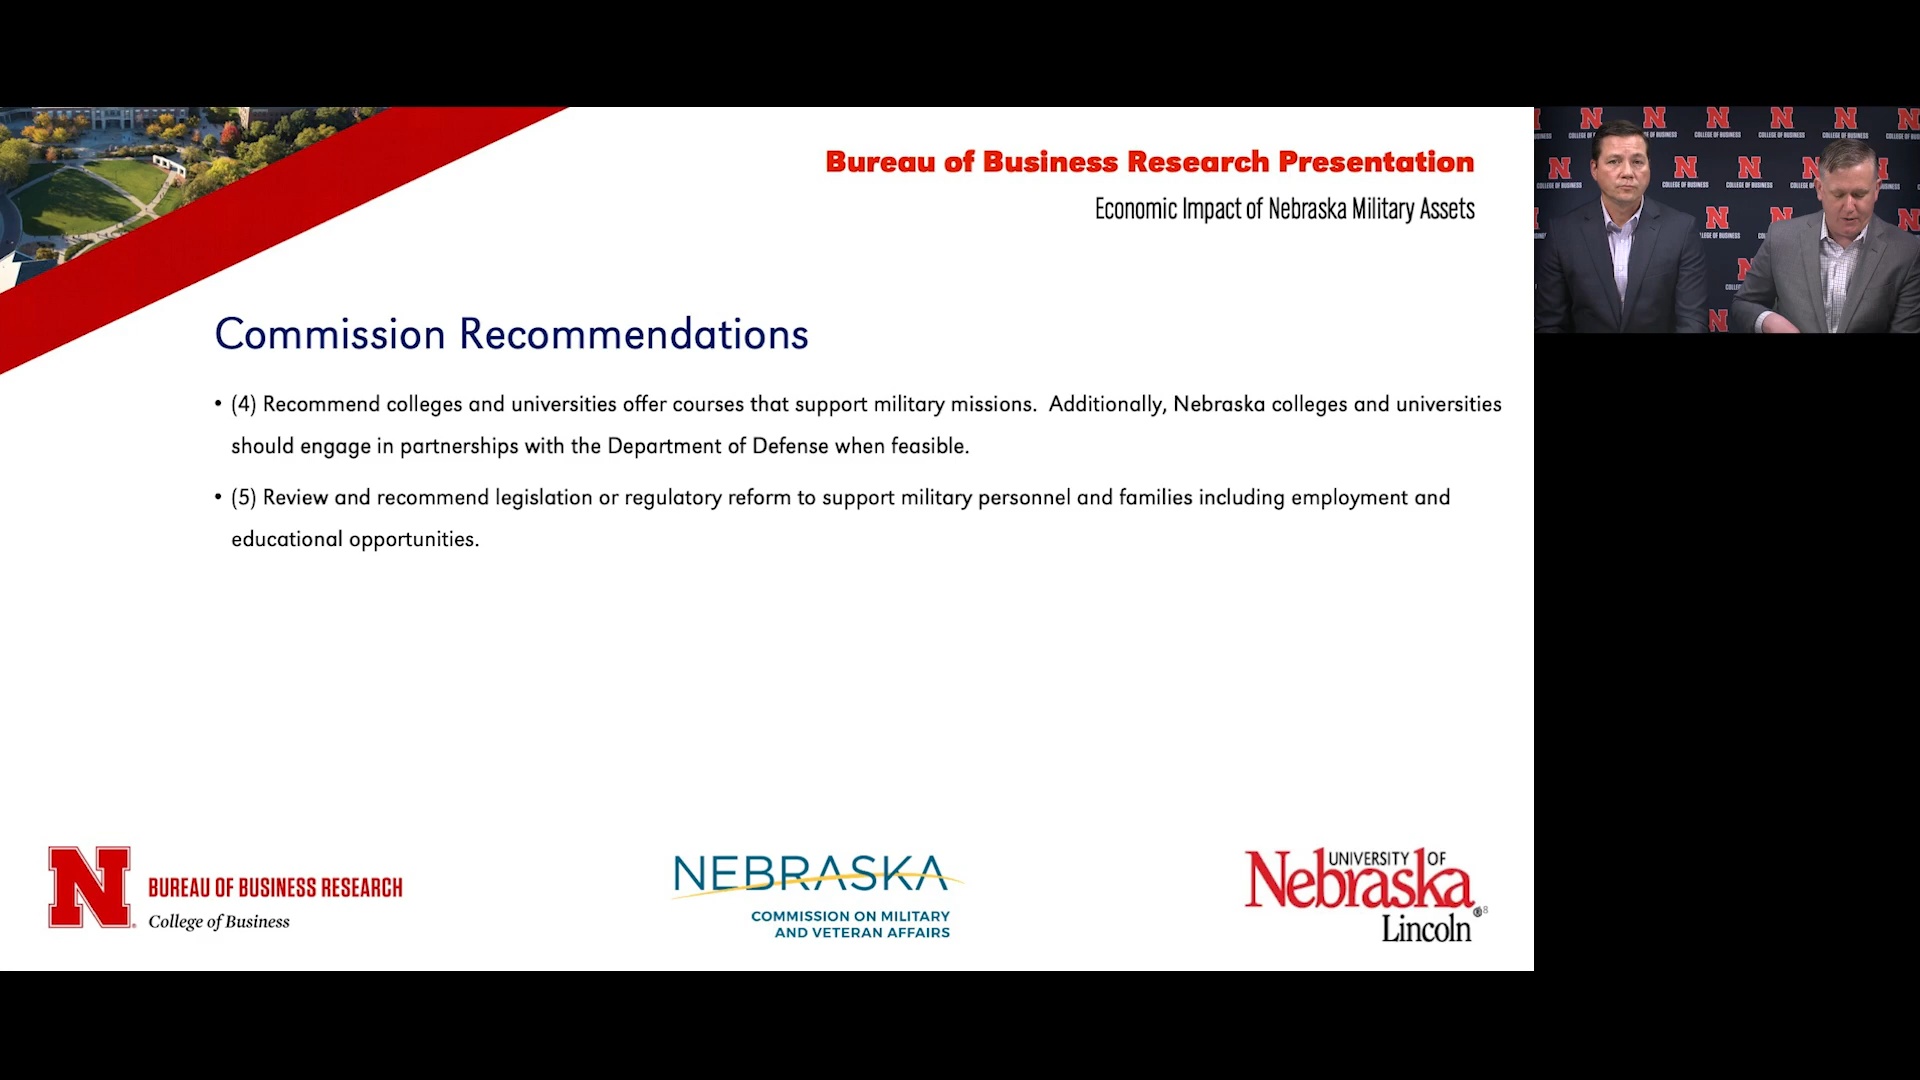 Bureau of Business Research Presentation
Economic Impact of Nebraska Military Assets
Commission Recommendations
• (4) Recommend colleges and universities offer courses that support military missions.  Additionally, Nebraska colleges and universities
should engage in partnerships with the Department of Defense when feasible.
• (5) Review and recommend legislation or regulatory reform to support military personnel and families including employment and
educational opportunities.
N
BUREAU OF BUSINESS RESEARCH
College of Business
NEBRASKA
COMMISSION ON MILITARY
AND VETERAN AFFAIRS
UNIVERSITY OF
Nebraska
Lincoln
N
COLLEGE OF BUSINESS